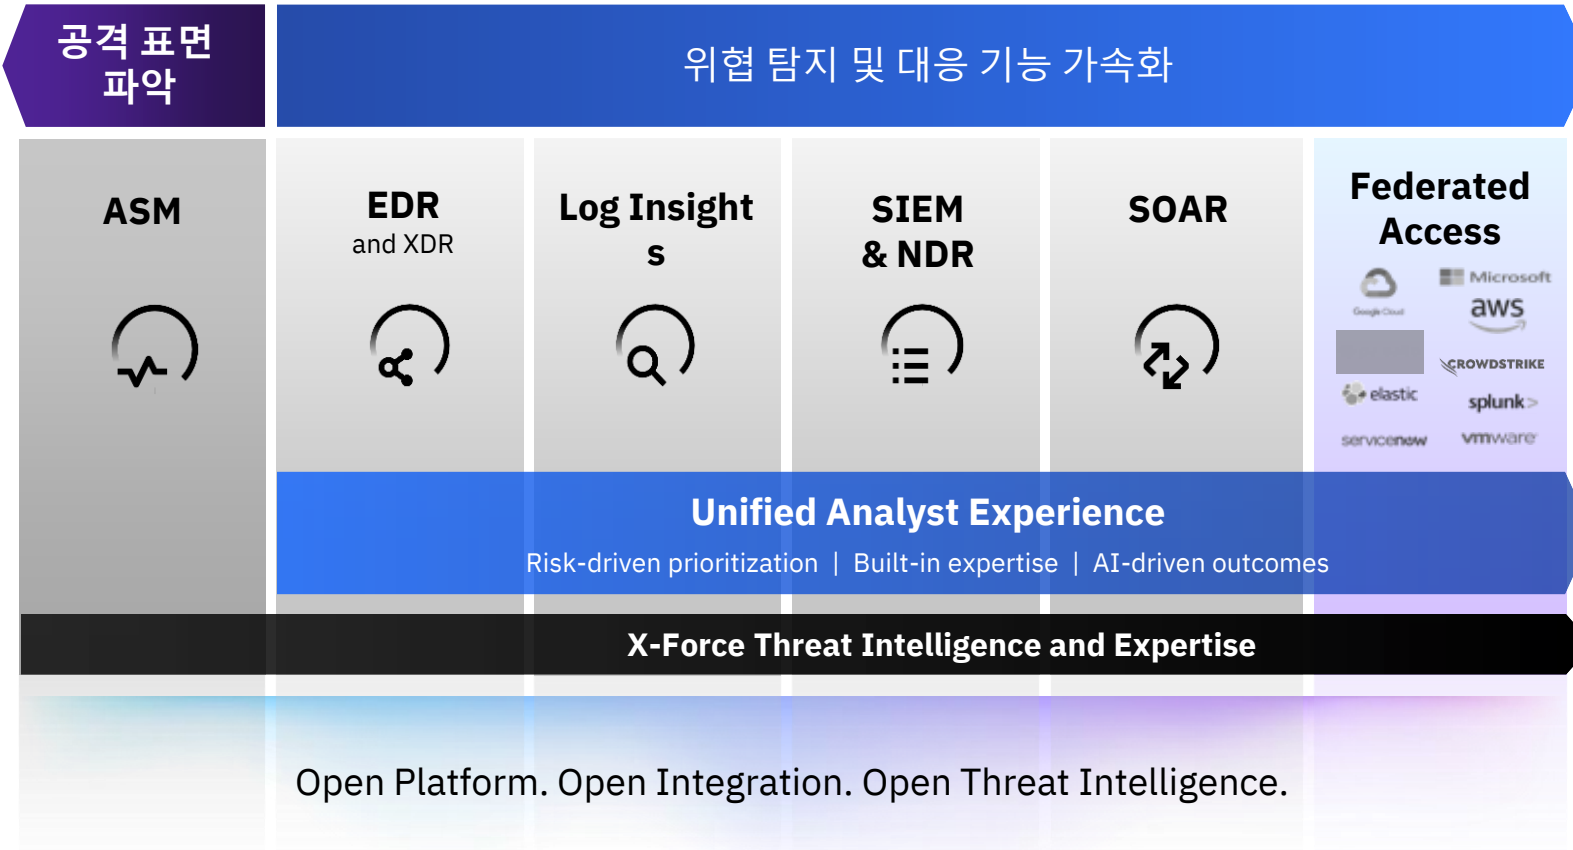 공격 표면
파악
위협 탐지 및 대응 기능 가속화
ASM
EDR
and XDR
Log Insight
s
SIEM
& NDR
SOAR
Federated
Access
Google Cloud
Microsoft
aws
CROWDSTRIKE
elastic
splunk>
servicenow
vmware
Unified Analyst Experience
Risk-driven prioritization | Built-in expertise | AI-driven outcomes
X-Force Threat Intelligence and Expertise
Open Platform. Open Integration. Open Threat Intelligence.